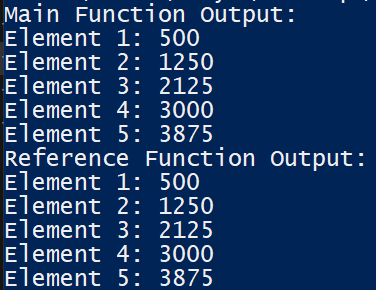 Main Function Output:
Element 1: 500
Element 2: 1250
Element 3: 2125
Element 4: 3000
Element 5: 3875
Reference Function Output:
Element 1: 500
Element 2: 1250
Element 3: 2125
Element 4: 3000
Element 5: 3875